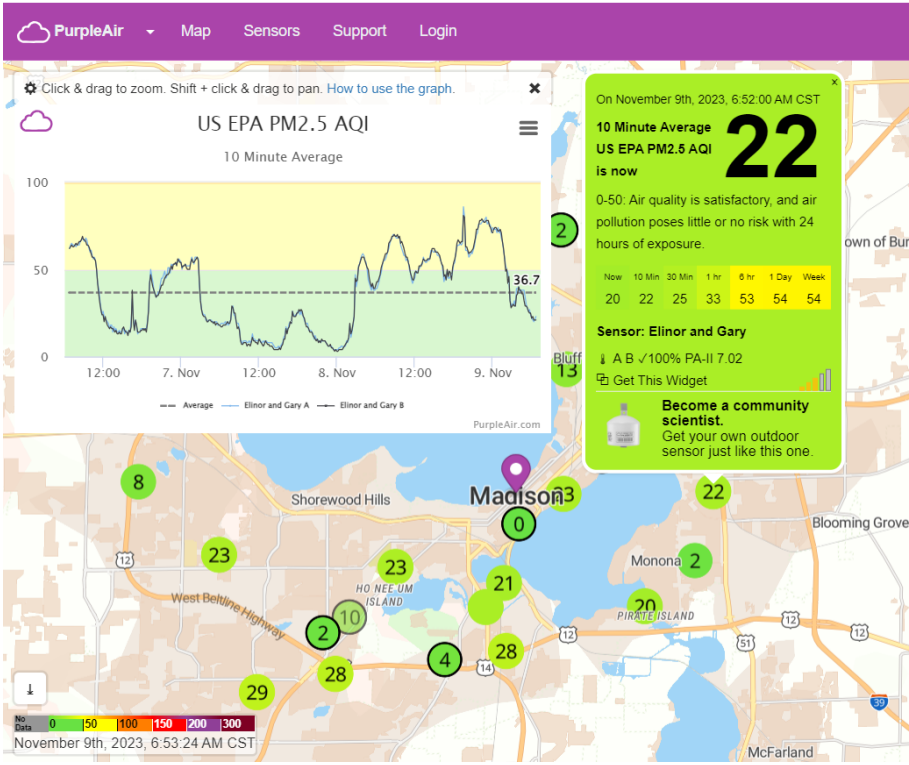 PurpleAir Map Sensors Support Login
Click & drag to zoom. Shift + click & drag to pan. How to use the graph.
US EPA PM2.5 AQI
10 Minute Average
100
50
0
36.7
12:00 7. Nov 12:00 8. Nov 12:00 9. Nov
Average Elinor and Gary A Elinor and Gary B
PurpleAir.com
x
On November 9th, 2023, 6:52:00 AM CST
10 Minute Average
US EPA PM2.5 AQI
is now
22
0-50: Air quality is satisfactory, and air
pollution poses little or no risk with 24
hours of exposure.
Now 10 Min 30 Min 1 hr 6 hr 1 Day Week
20 22 25 33 53 54 54
Sensor: Elinor and Gary
A B ✓100% PA-II 7.02
Get This Widget
Become a community
scientist.
Get your own outdoor
sensor just like this one.
2
own of Bur
Bluff
13
8
Shorewood Hills
Madison
23
22
0
Blooming Grove
12
23
23
HO NEE UM
ISLAND
21
Monona
2
West Beltline Highway
10
2
20
PIRATE ISLAND
12
12
12
51
4
28
14
28
29
39
McFarland
No
Data
0 50 100 150 200 300
November 9th, 2023, 6:53:24 AM CST